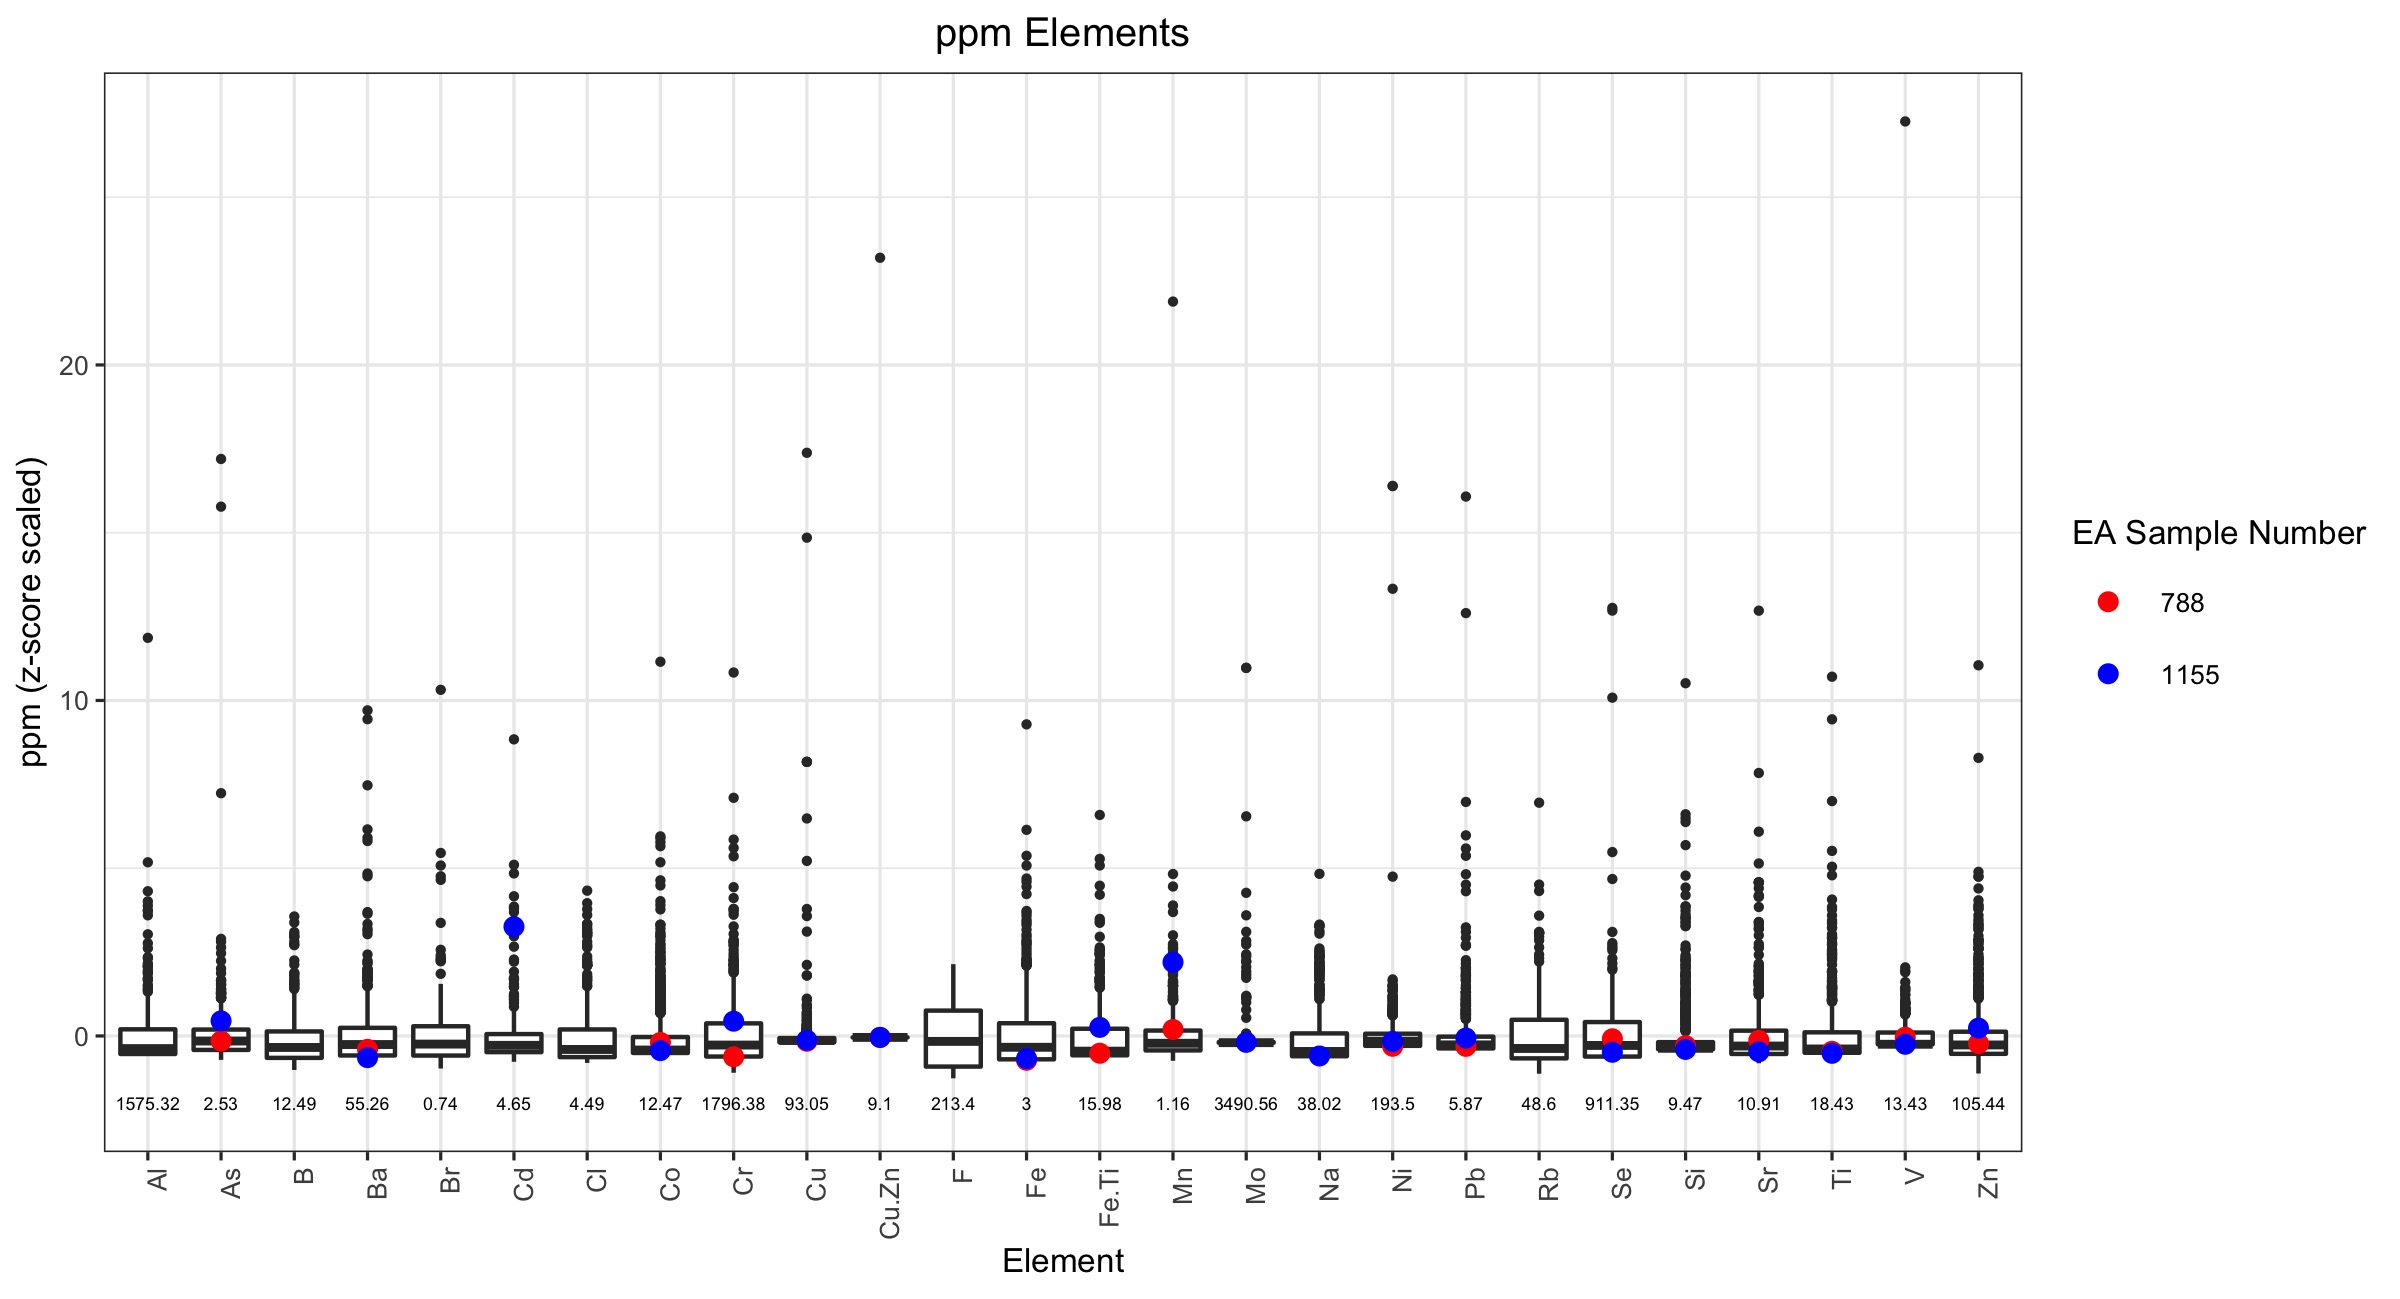 ppm Elements
ppm (z-score scaled)
20
10
0
1575.32 2.53 12.49 55.26 0.74 4.65 4.49 12.47 1796.38 93.05 9.1 213.4 3 15.98 1.16 3490.56 38.02 193.5 5.87 48.6 911.35 9.47 10.91 18.43 13.43 105.44
Al As B Ba Br Cd Cl Co Cr Cu Cu.Zn F Fe Fe.Ti Mn Mo Na Ni Pb Rb Se Si Sr Ti V Zn
Element
EA Sample Number
788
1155